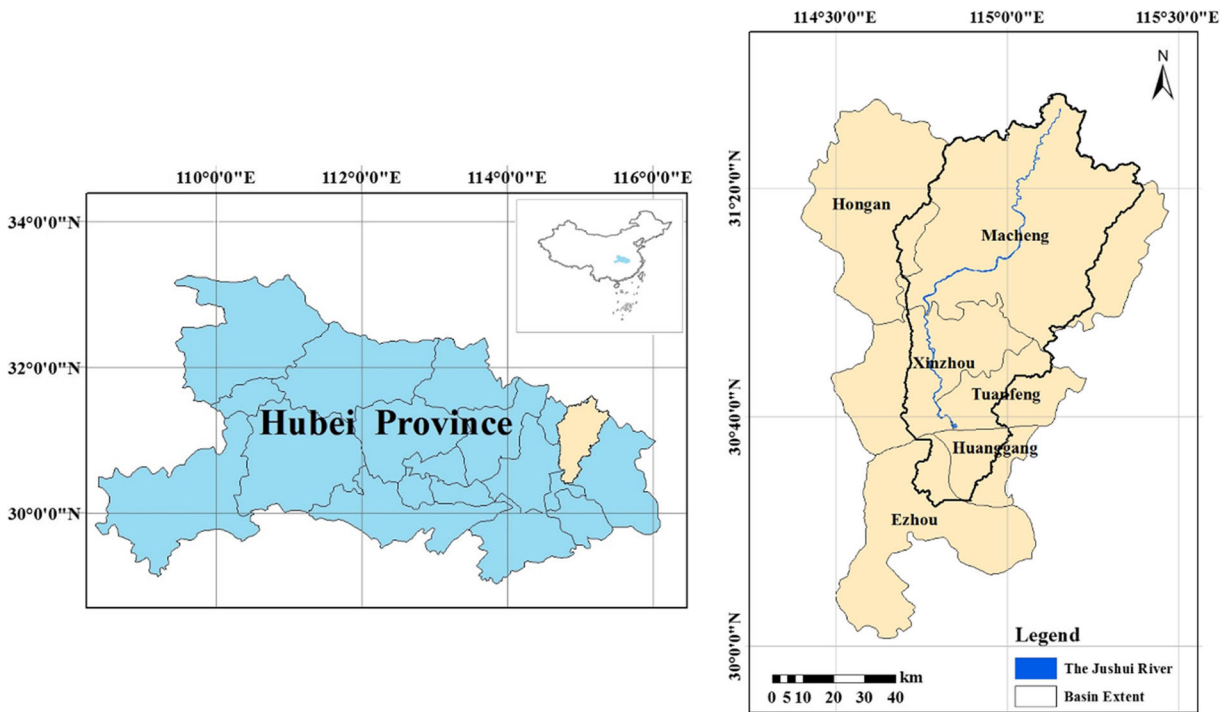 110°0'0"E 112°0'0"E 114°0'0"E 116°0'0"E
34°0'0"N
32°0'0"N
30°0'0"N
Hubei Province
114°30'0"E 115°0'0"E 115°30'0"E
N
31°20'0"N
30°40'0"N
30°0'0"N
Hongan
Macheng
Xinzhou
Tuanfeng
Huanggang
Ezhou
Legend
The Jushui River
Basin Extent
km
0 5 10 20 30 40